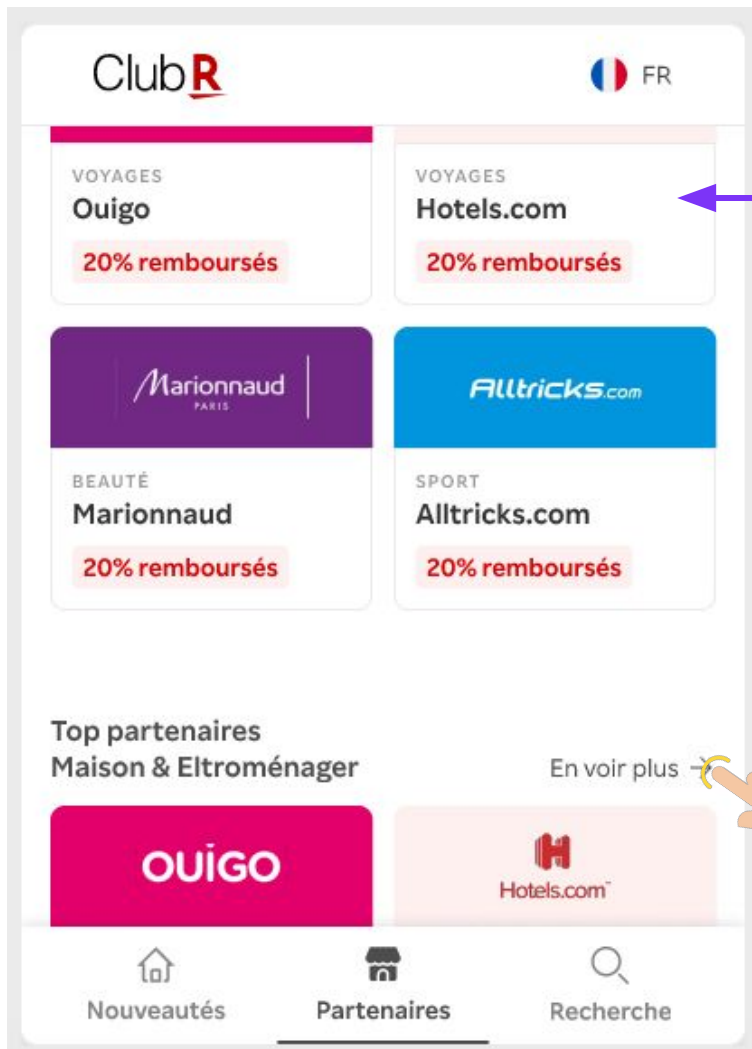 Club R
FR
VOYAGES
Ouigo
20% remboursés
VOYAGES
Hotels.com
20% remboursés
Marionnaud
PARIS
Alltricks.com
BEAUTÉ
Marionnaud
20% remboursés
SPORT
Alltricks.com
20% remboursés
Top partenaires
Maison & Eltroménager
En voir plus →
OUIGO
H
Hotels.com
Nouveautés
Partenaires
Recherche